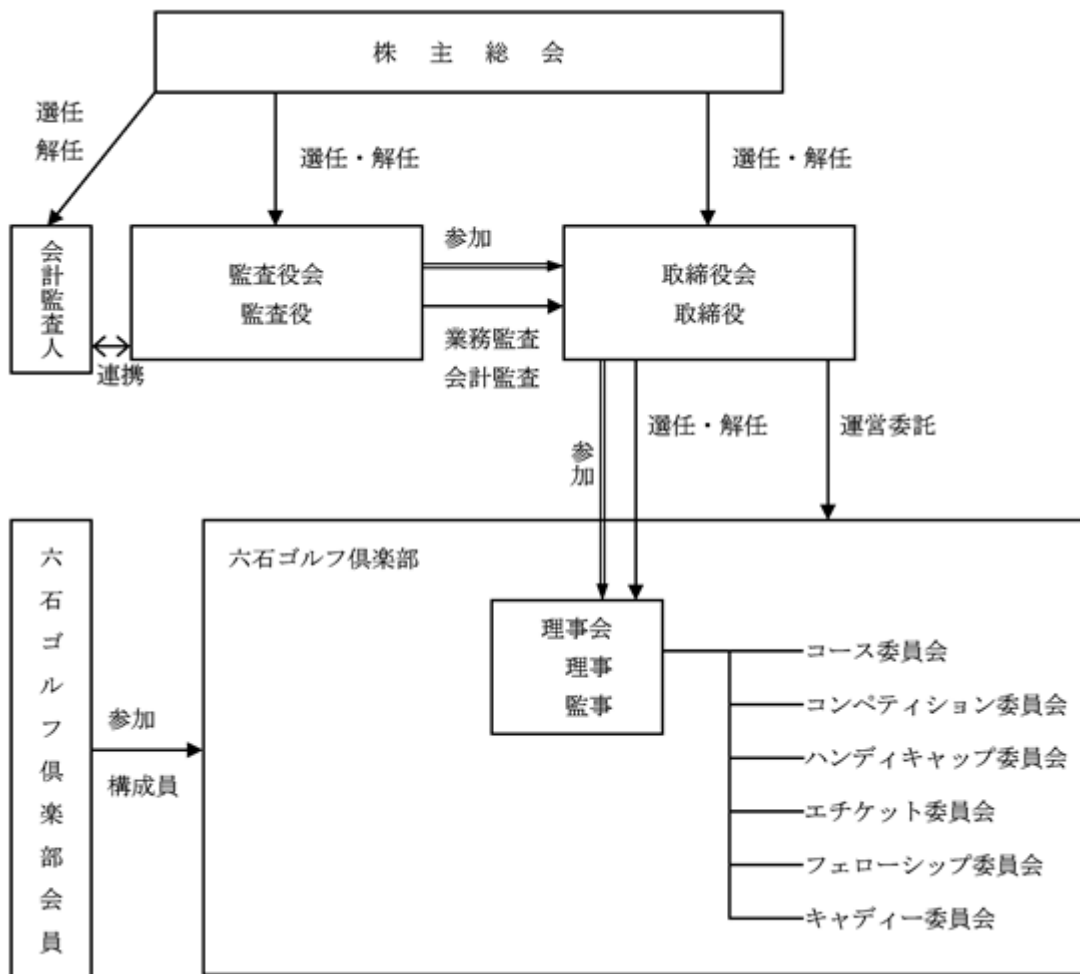 株主総会
選任
解任
選任・解任
選任・解任
会計監査人
監査役会
監査役
参加
取締役会
取締役
業務監査
会計監査
連携
参加
選任・解任
運営委託
六石ゴルフ倶楽部会員
参加
構成員
六石ゴルフ倶楽部
理事会
理事
監事
コース委員会
コンペティション委員会
ハンディキャップ委員会
エチケット委員会
フェローシップ委員会
キャディー委員会